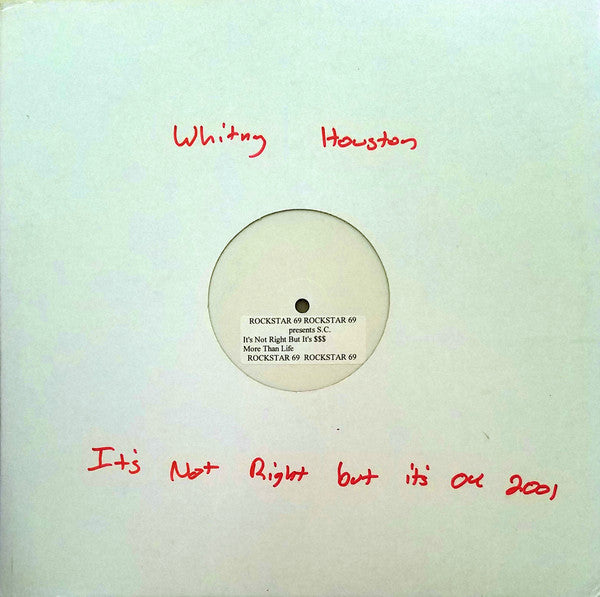 Whitny Houston
ROCKSTAR 69 ROCKSTAR 69
presents S.C.
It's Not Right But It's $$$
More Than Life
ROCKSTAR 69 ROCKSTAR 69
It's Not Right but it's OK 2001